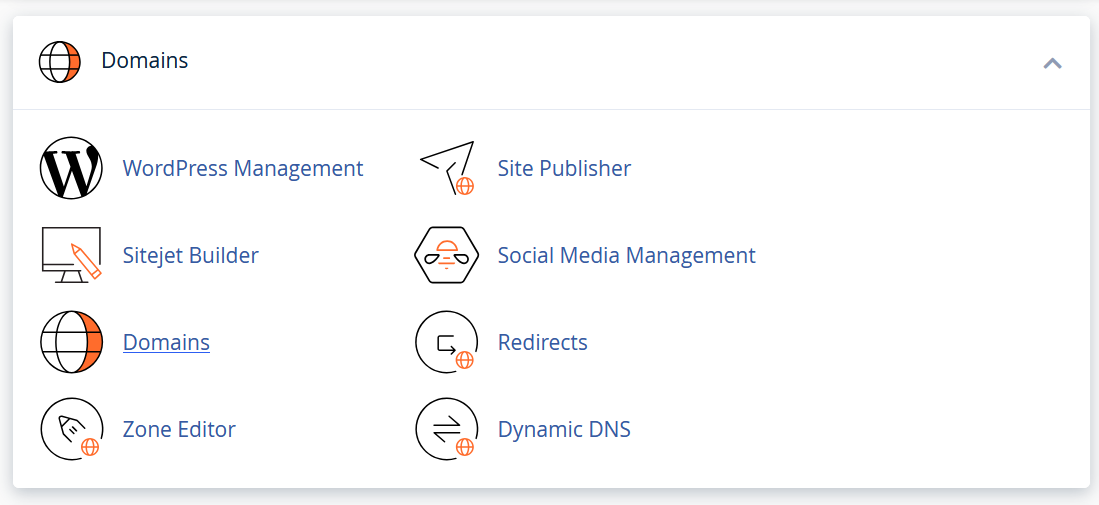 Domains
WordPress Management
Site Publisher
Sitejet Builder
Social Media Management
Domains
Redirects
Zone Editor
Dynamic DNS